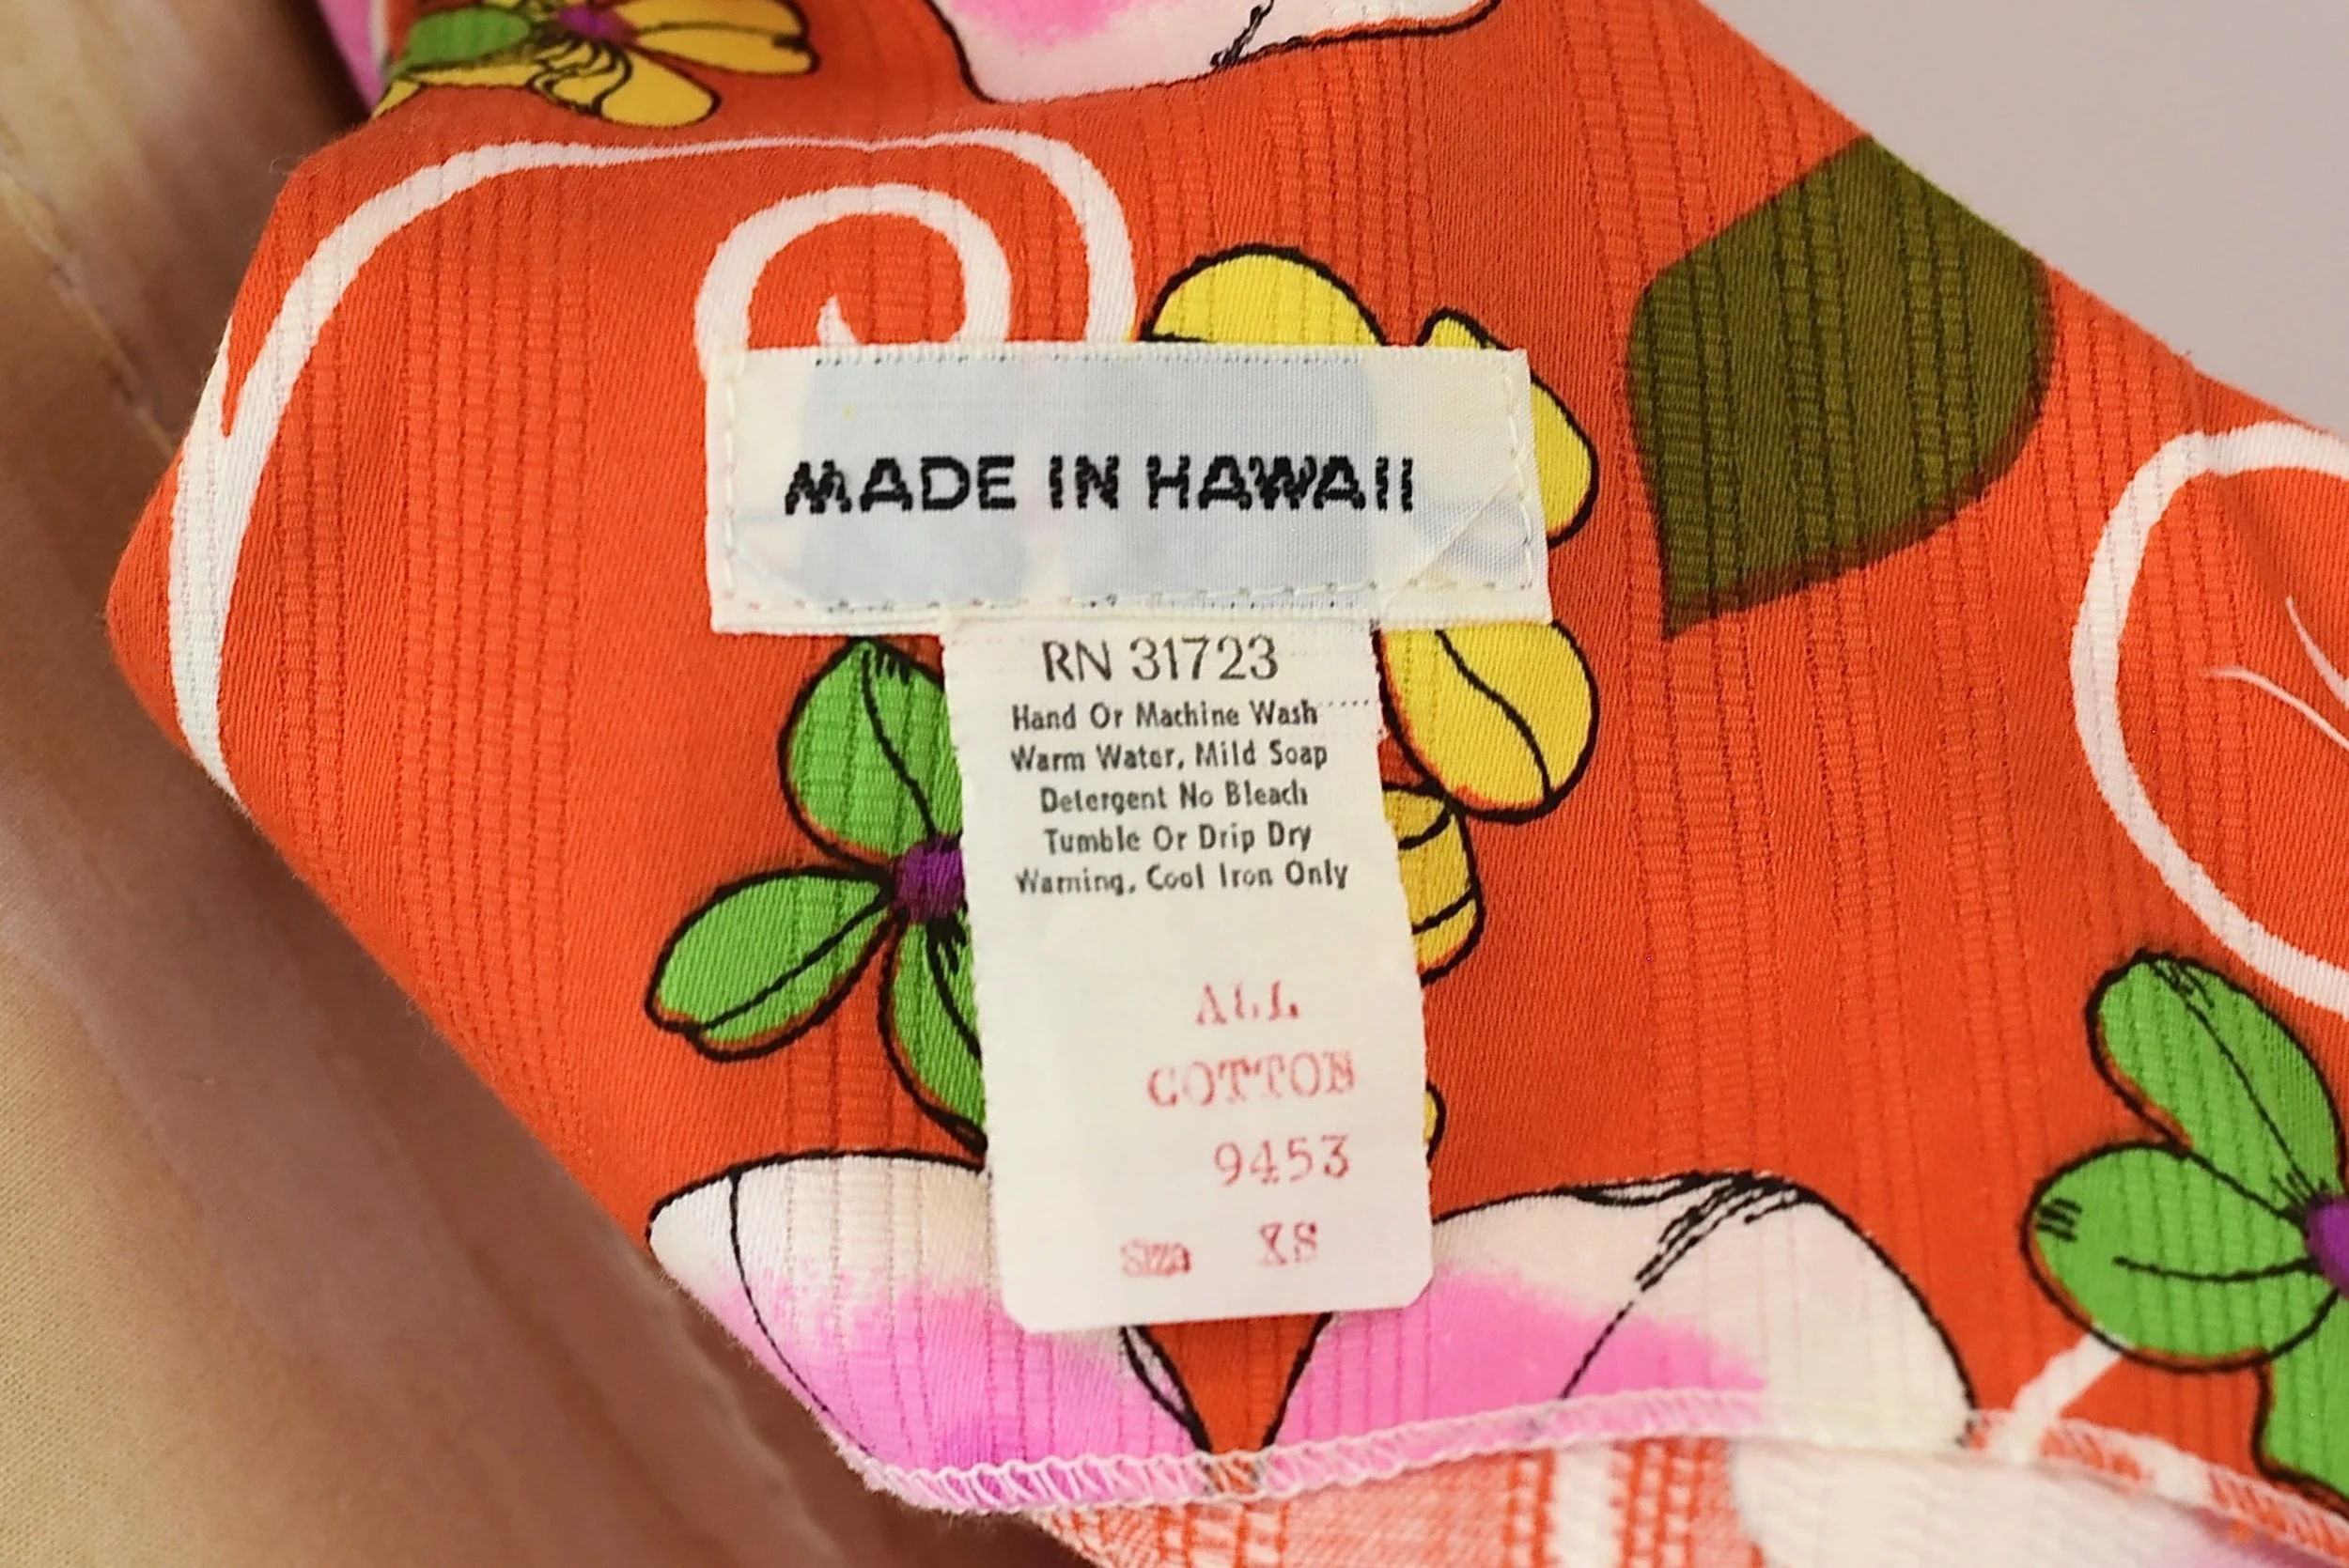 MADE IN HAWAII
RN 31723
Hand Or Machine Wash
Warm Water, Mild Soap
Detergent No Bleach
Tumble Or Drip Dry
Warning, Cool Iron Only
ALL
COTTON
9453
Size XS